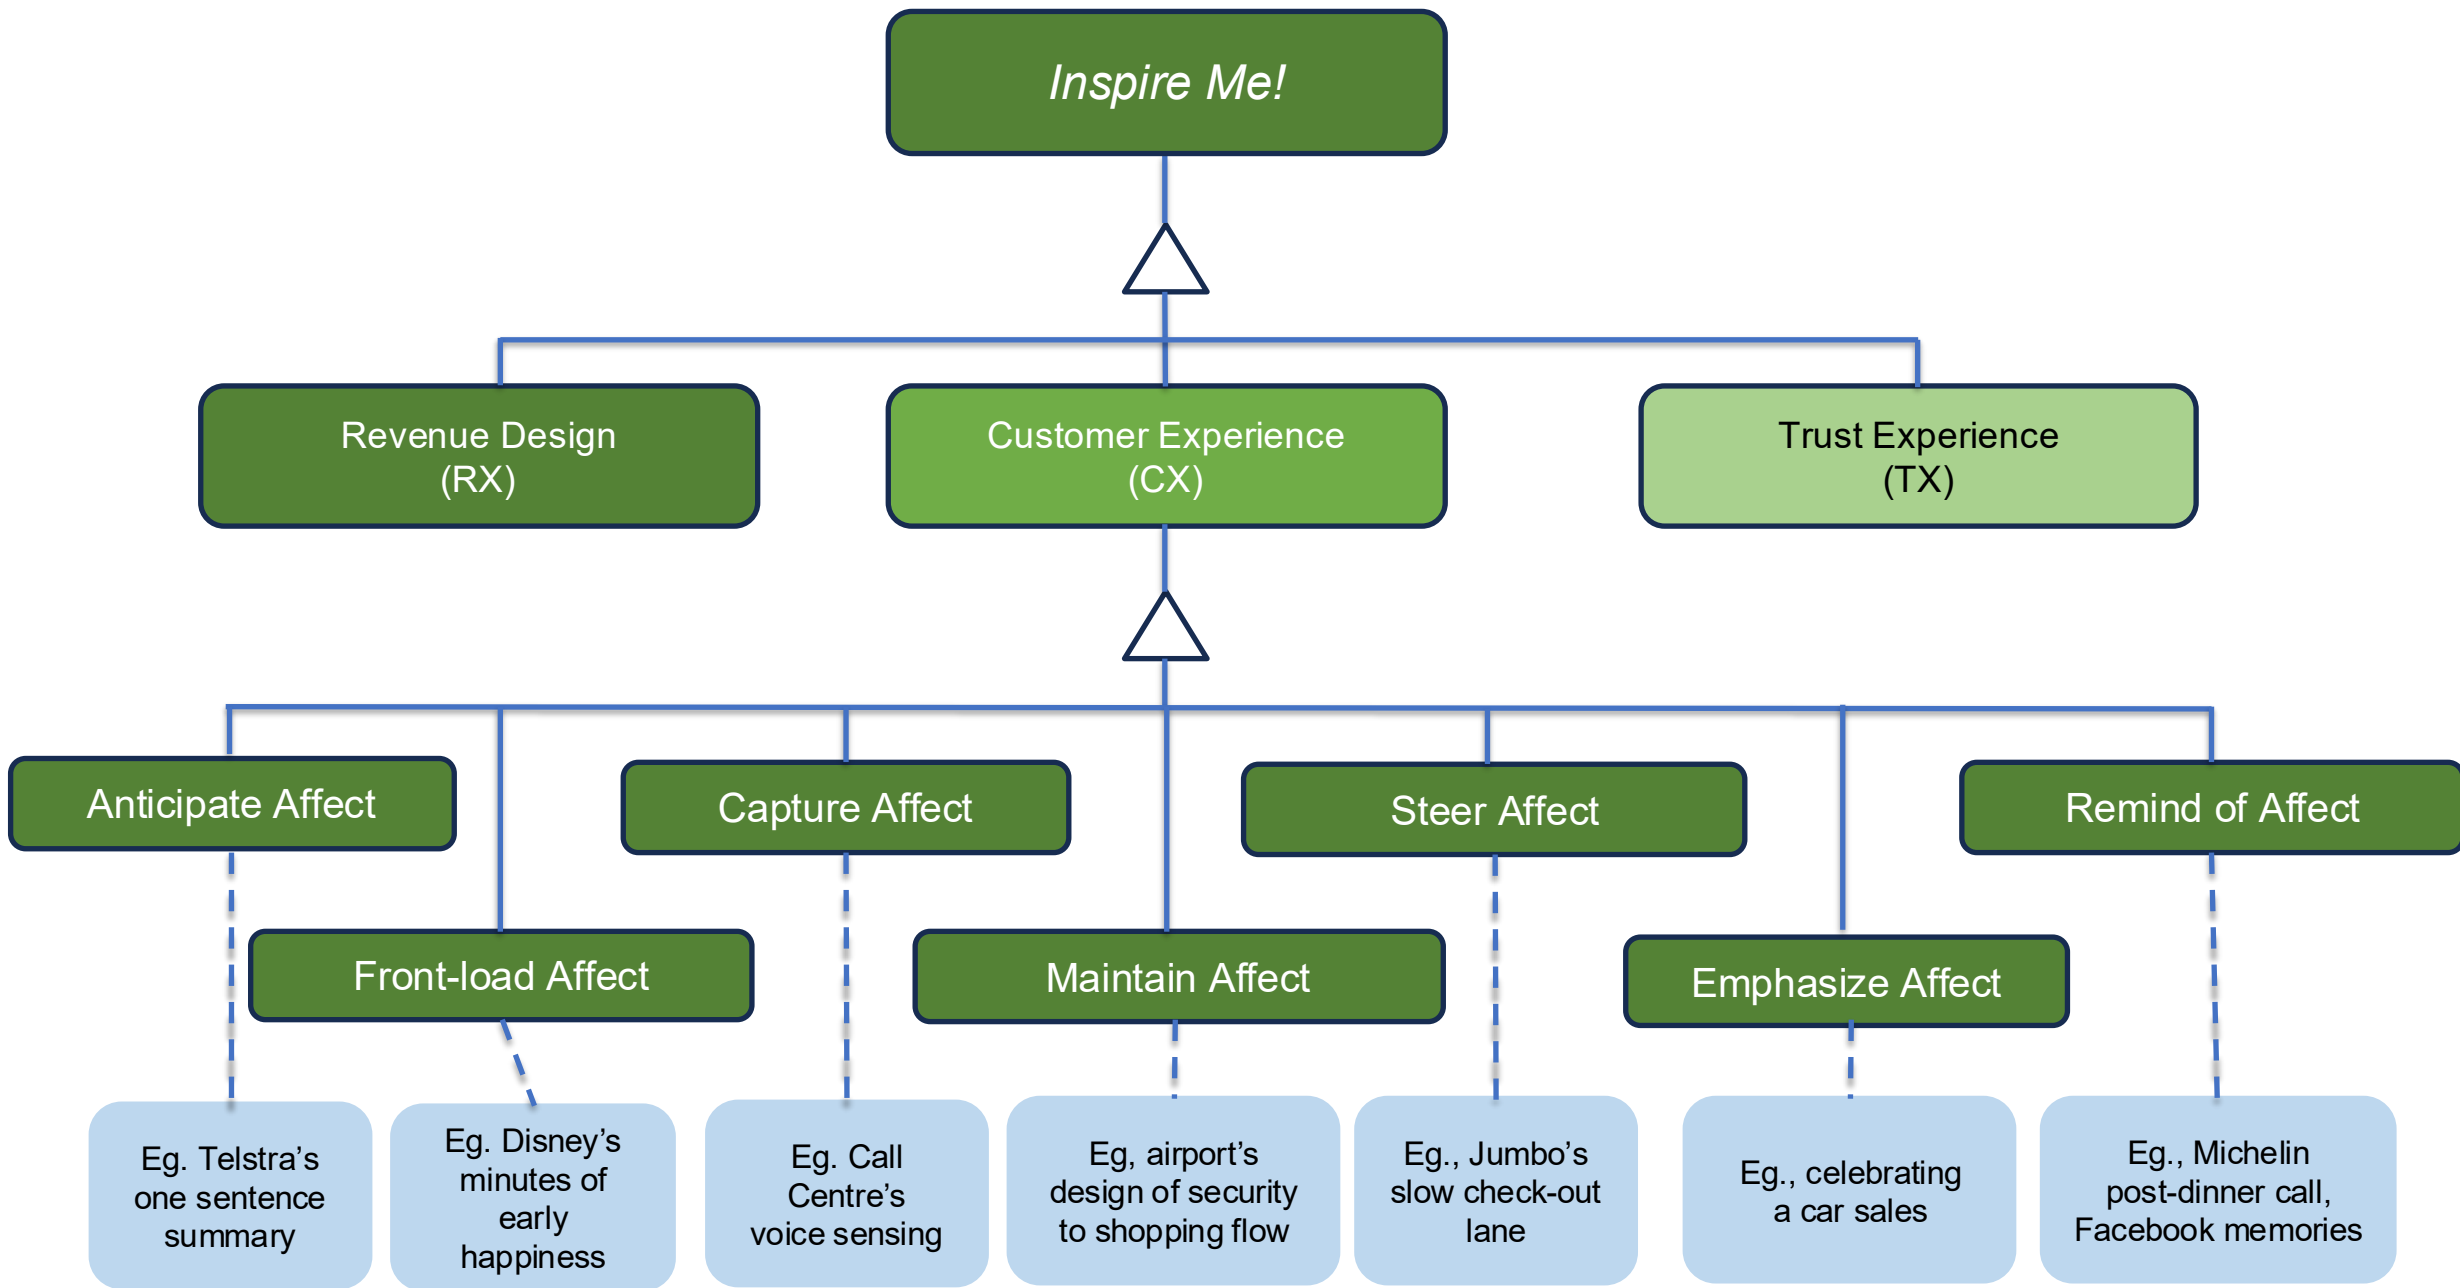 Inspire Me!
Revenue Design
(RX)
Customer Experience
(CX)
Trust Experience
(TX)
Anticipate Affect
Capture Affect
Steer Affect
Remind of Affect
Front-load Affect
Maintain Affect
Emphasize Affect
Eg. Telstra’s
one sentence
summary
Eg. Disney’s
minutes of
early
happiness
Eg. Call
Centre’s
voice sensing
Eg, airport’s
design of security
to shopping flow
Eg., Jumbo’s
slow check-out
lane
Eg., celebrating
a car sales
Eg., Michelin
post-dinner call,
Facebook memories